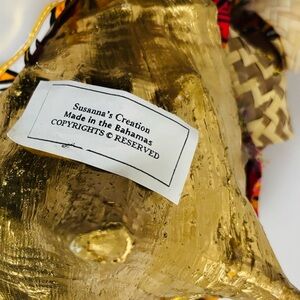 Susanna's Creation
Made in the Bahamas
COPYRIGHTS © RESERVED